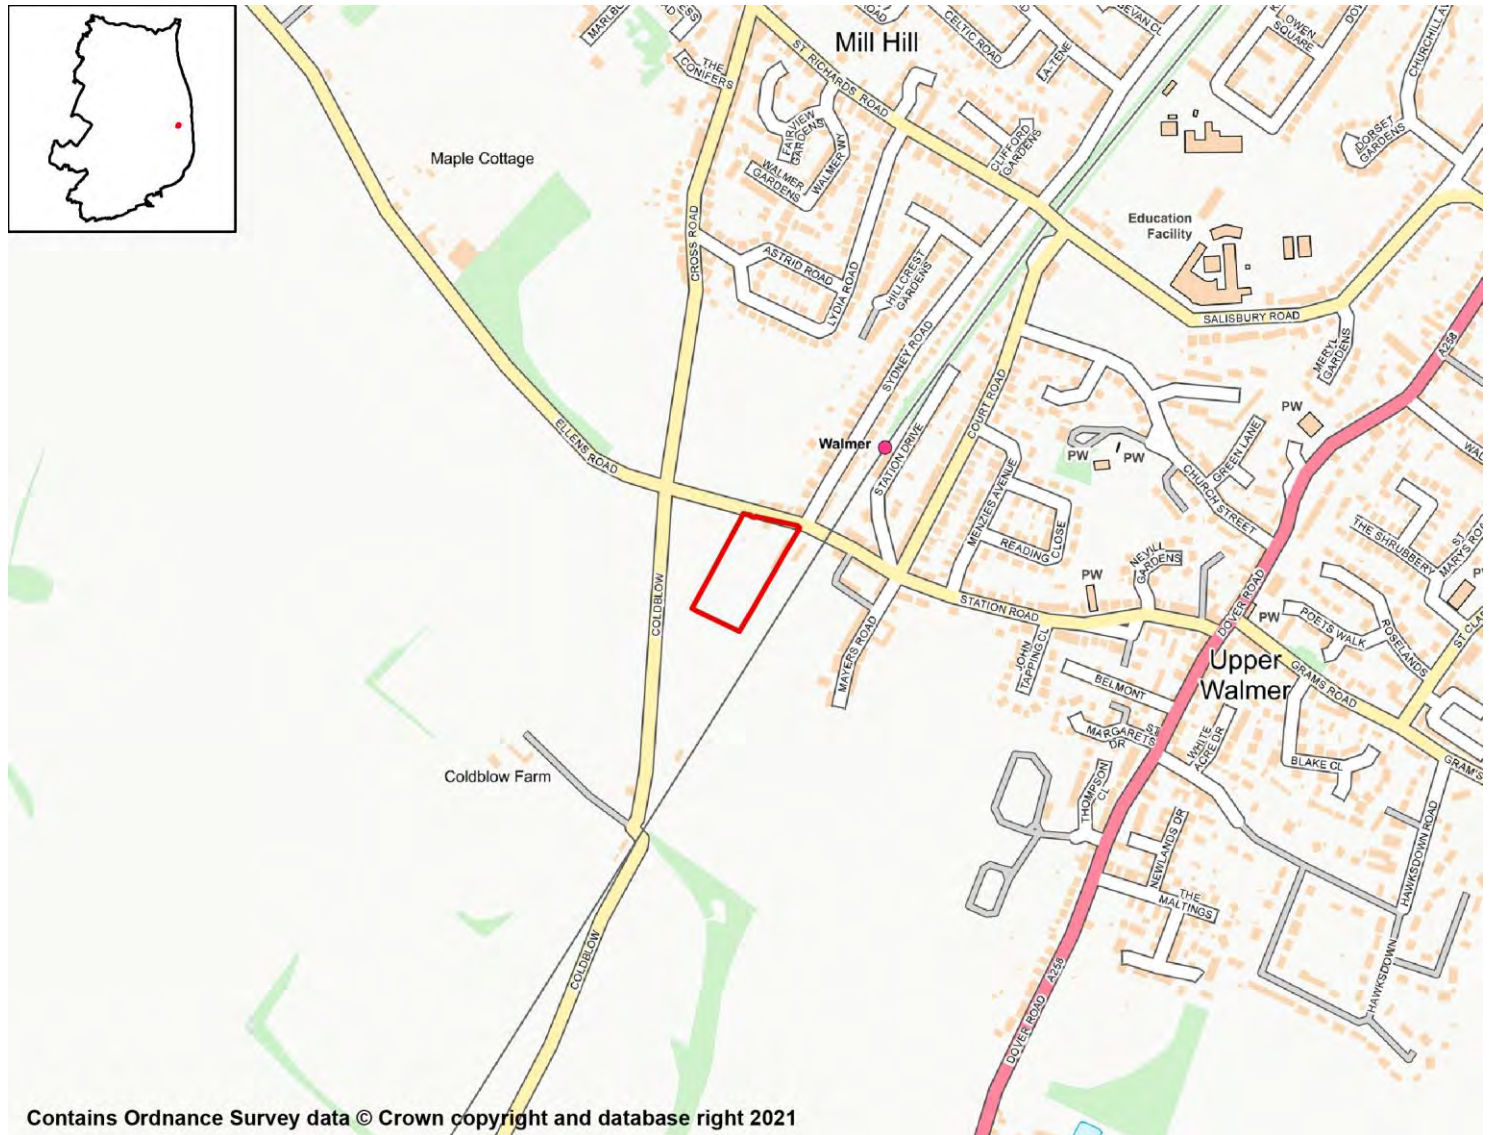 Mill Hill
THE
CONIFERS
ST RICHARDS ROAD
CELTIC ROAD
LA-TENE
BEVAN CL
OWEN
SQUARE
CHURCHILL AV
DORSET
GARDENS
FAIRVIEW
GARDENS
WALMER WY
WALMER
GARDENS
CLIFFORD
GARDENS
Maple Cottage
Education
Facility
CROSS ROAD
ASTRID ROAD
LYDIA ROAD
HILLCREST
GARDENS
SYDNEY ROAD
SALISBURY ROAD
MERYL
GARDENS
A258
COURT ROAD
PW
ELLENS ROAD
Walmer
STATION DRIVE
MENZIES AVENUE
PW
PW
GREEN LANE
CHURCH STREET
READING CLOSE
THE SHRUBBERY
ST
MARYS RO
NEVILL
GARDENS
PW
STATION ROAD
DOVER ROAD
PW
POETS WALK
ROSELANDS
ST CLA
COLDBLOW
MAYERS ROAD
JOHN
TAPPING CL
BELMONT
Upper
Walmer
GRAMS ROAD
ST
MARGARETS
DR
WHITE
ACRE DR
BLAKE CL
GRAM'S
Coldblow Farm
THOMPSON
CL
NEWLANDS DR
HAWKSDOWN ROAD
THE
MALTINGS
COLDBLOW
HAWKSDOWN
DOVER ROAD
A258
Contains Ordnance Survey data © Crown copyright and database right 2021